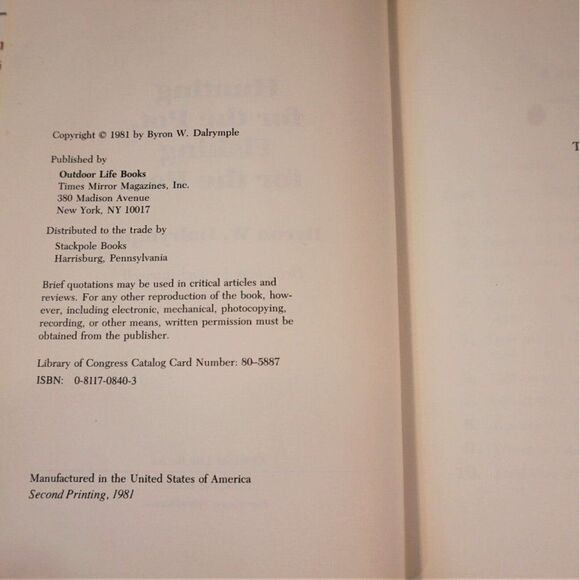 Copyright © 1981 by Byron W. Dalrymple
Published by
Outdoor Life Books
Times Mirror Magazines, Inc.
380 Madison Avenue
New York, NY 10017
Distributed to the trade by
Stackpole Books
Harrisburg, Pennsylvania
Brief quotations may be used in critical articles and
reviews. For any other reproduction of the book, how-
ever, including electronic, mechanical, photocopying,
recording, or other means, written permission must be
obtained from the publisher.
Library of Congress Catalog Card Number: 80–5887
ISBN: 0-8117-0840-3
Manufactured in the United States of America
Second Printing, 1981